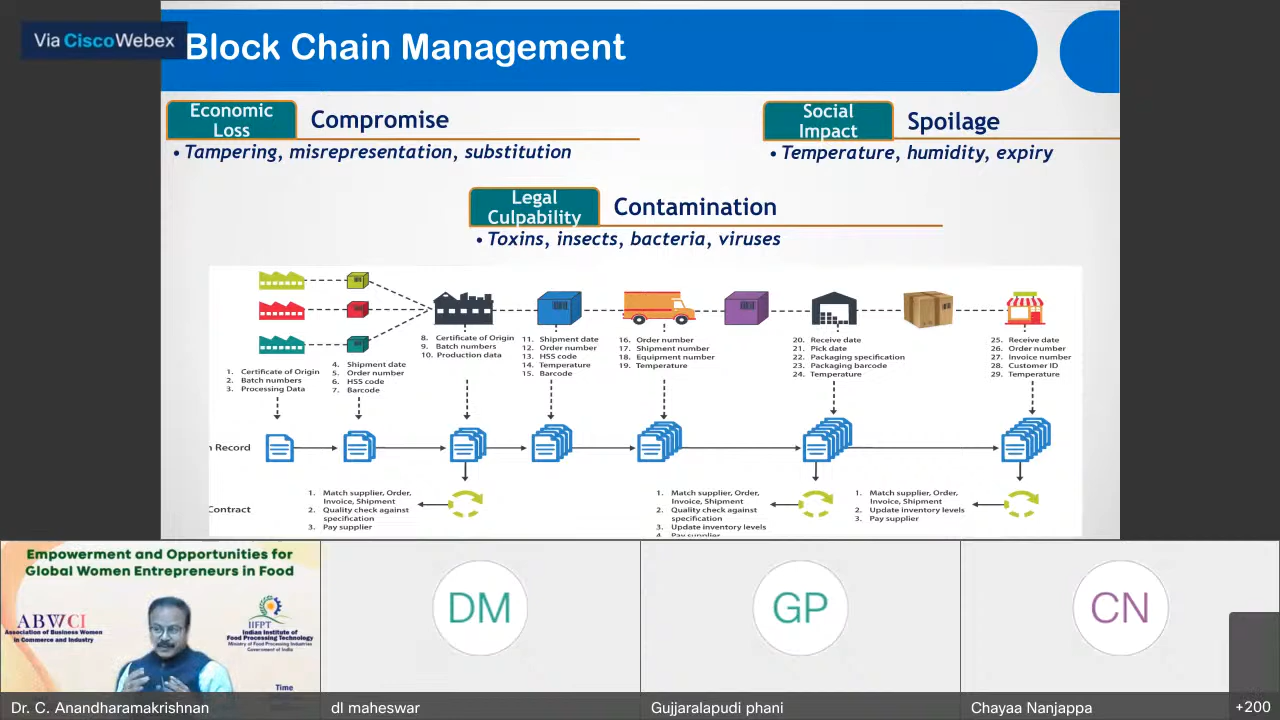 Via Cisco Webex
Block Chain Management
Economic
Loss
Compromise
• Tampering, misrepresentation, substitution
Social
Impact
Spoilage
• Temperature, humidity, expiry
Legal
Culpability
Contamination
• Toxins, insects, bacteria, viruses
1. Certificate of Origin
2. Batch numbers
3. Processing Data
4. Shipment date
5. Order number
6. HSS code
7. Barcode
8. Certificate of Origin
9. Batch numbers
10. Production data
11. Shipment date
12. Order number
13. HSS code
14. Temperature
15. Barcode
16. Order number
17. Shipment number
18. Equipment number
19. Temperature
20. Receive date
21. Pick date
22. Packaging specification
23. Packaging barcode
24. Temperature
25. Receive date
26. Order number
27. Invoice number
28. Customer ID
29. Temperature
Record
Contract
1. Match supplier, Order,
Invoice, Shipment
2. Quality check against
specification
3. Pay supplier
1. Match supplier, Order,
Invoice, Shipment
2. Quality check against
specification
3. Update inventory levels
4. Pay supplier
1. Match supplier, Order,
Invoice, Shipment
2. Update inventory levels
3. Pay supplier
Empowerment and Opportunities for
Global Women Entrepreneurs in Food
ABWCI
Association of Business Women
in Commerce and Industry
IIFPT
Indian Institute of
Food Processing Technology
Ministry of Food Processing Industries
Government of India
Time
Dr. C. Anandharamakrishnan
DM
dl maheswar
GP
Gujjaralapudi phani
CN
Chayaa Nanjappa
+200